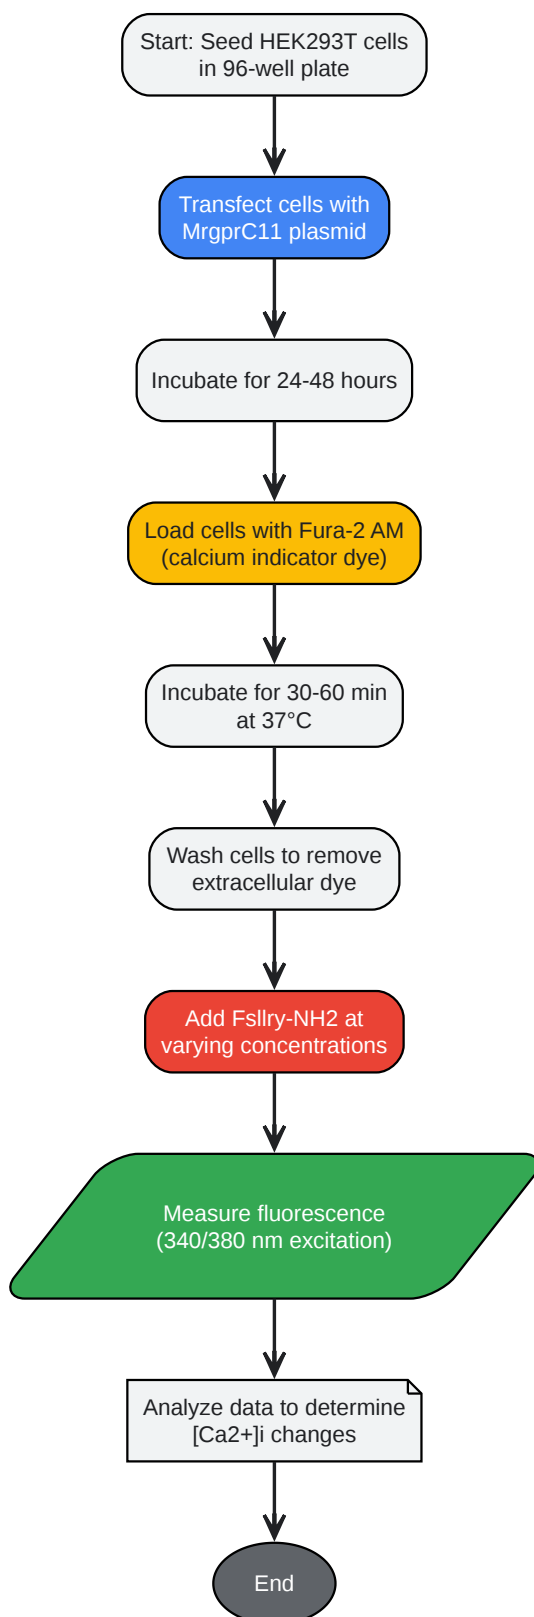 Start: Seed HEK293T cells
in 96-well plate
Transfect cells with
MrgprC11 plasmid
Incubate for 24-48 hours
Load cells with Fura-2 AM
(calcium indicator dye)
Incubate for 30-60 min
at 37°C
Wash cells to remove
extracellular dye
Add Fsllry-NH2 at
varying concentrations
Measure fluorescence
(340/380 nm excitation)
Analyze data to determine
[Ca2+]i changes
End